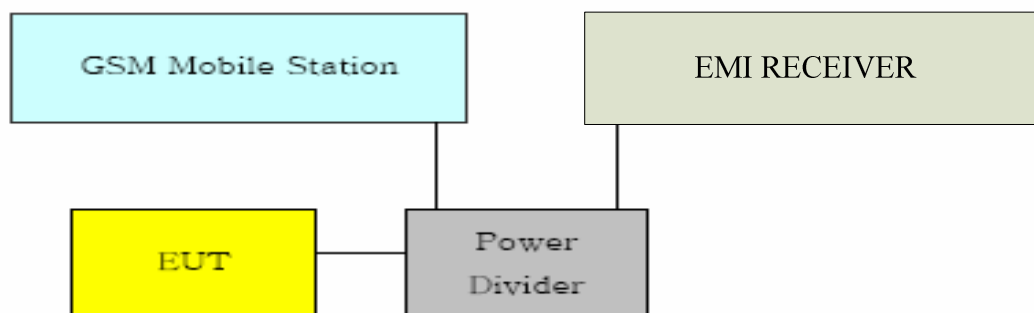 GSM Mobile Station
EMI RECEIVER
EUT
Power
Divider